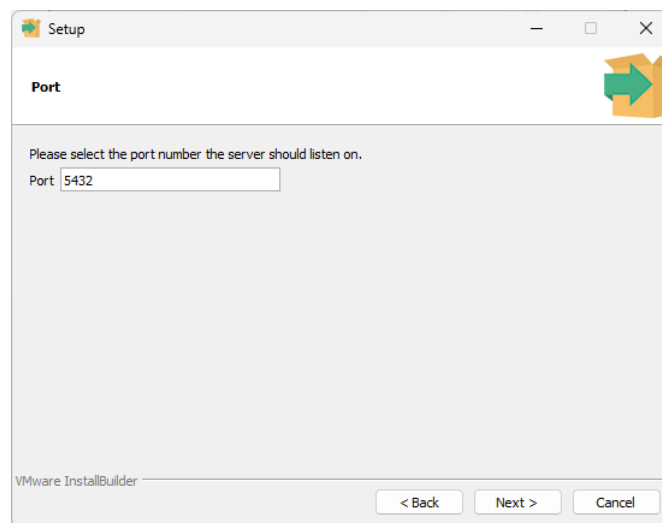 Setup
Port
Please select the port number the server should listen on.
Port 5432
VMware InstallBuilder
< Back Next > Cancel